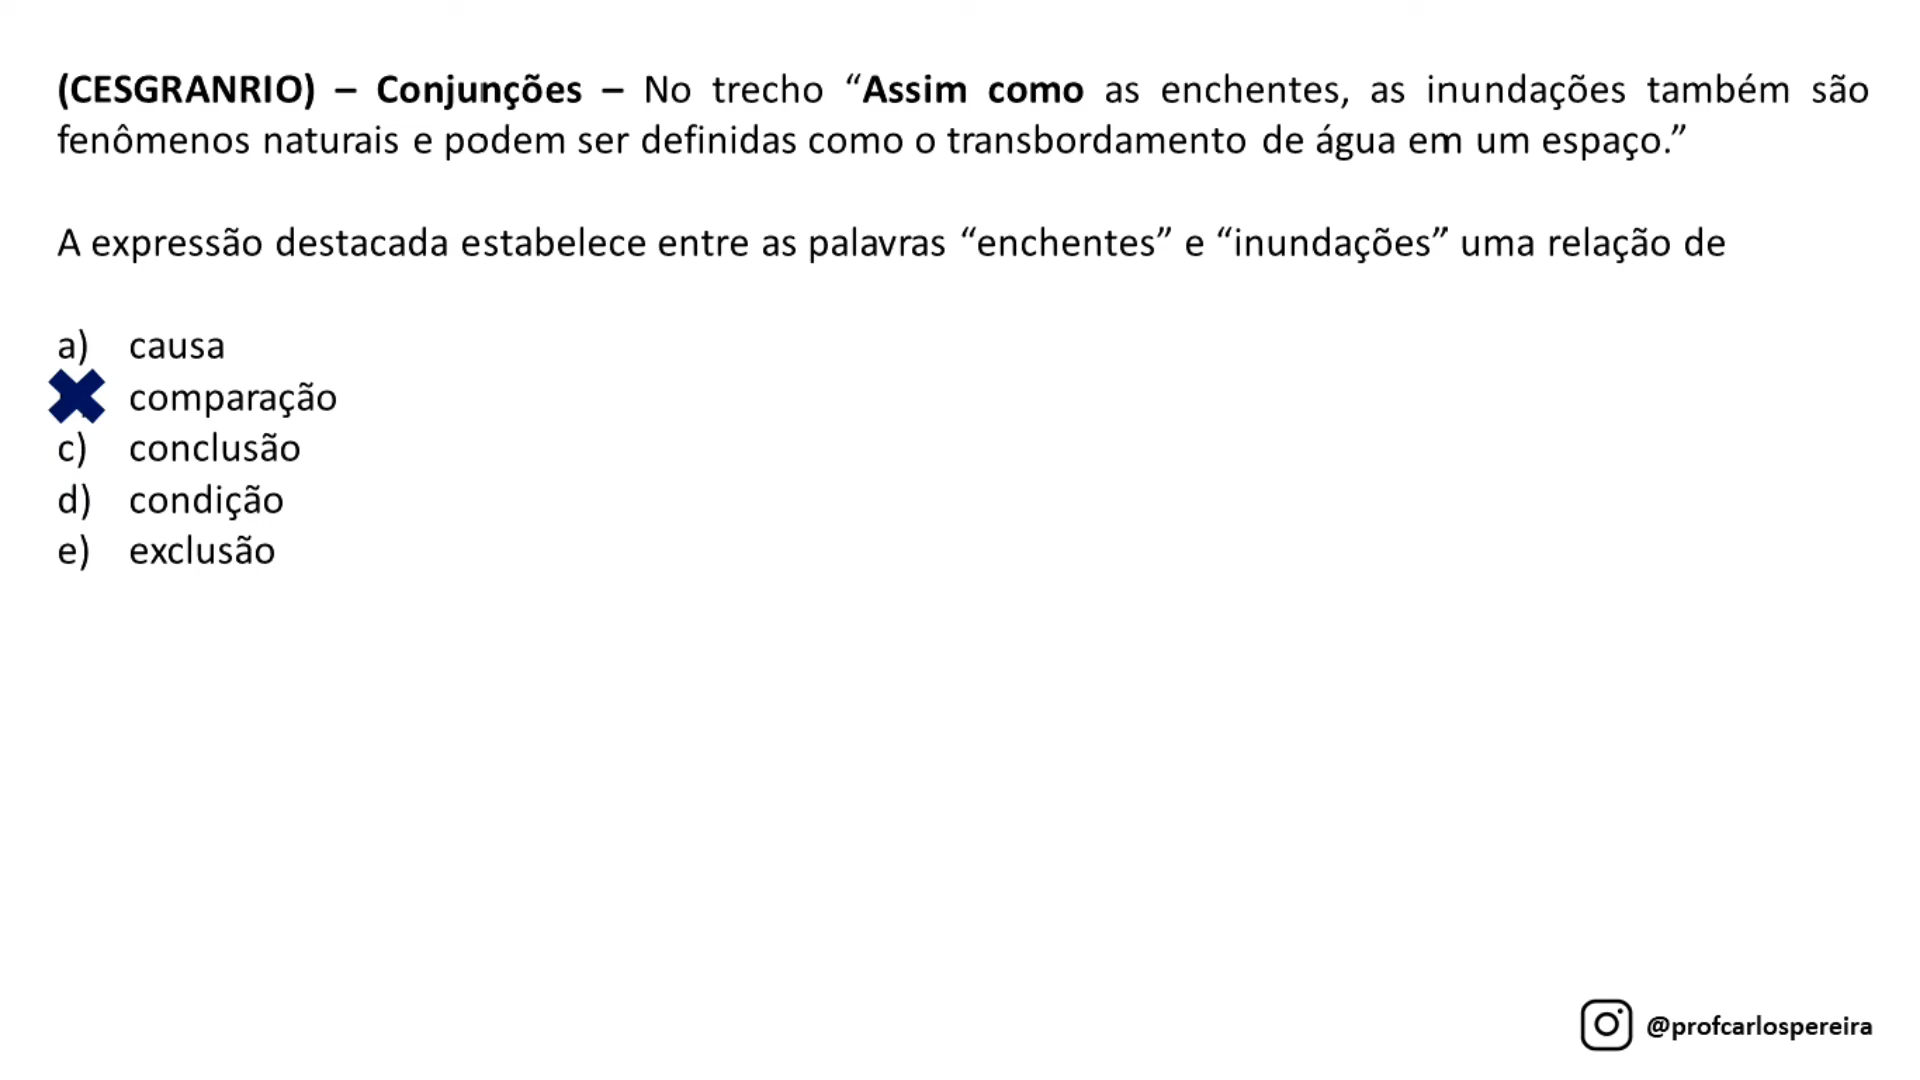 (CESGRANRIO) – Conjunções – No trecho “Assim como as enchentes, as inundações também são
fenômenos naturais e podem ser definidas como o transbordamento de água em um espaço.”
A expressão destacada estabelece entre as palavras “enchentes” e “inundações” uma relação de
a) causa
comparação
c) conclusão
d) condição
e) exclusão
@profcarlospereira